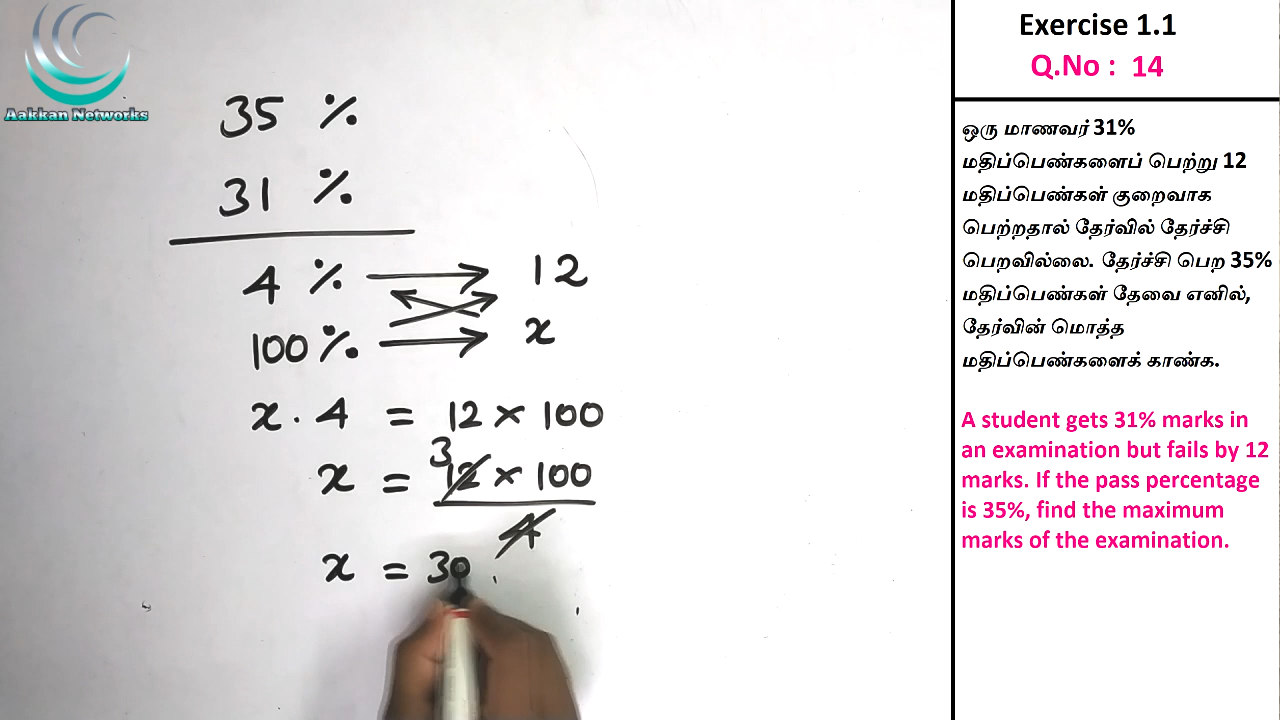 Aakkan Networks
35 %
31 %
4 % → 12
100 % → x
x . 4 = 12 × 100
3
x = 12 × 100
4
x = 30
Exercise 1.1
Q.No : 14
ஒரு மாணவர் 31%
மதிப்பெண்களைப் பெற்று 12
மதிப்பெண்கள் குறைவாக
பெற்றதால் தேர்வில் தேர்ச்சி
பெறவில்லை. தேர்ச்சி பெற 35%
மதிப்பெண்கள் தேவை எனில்,
தேர்வின் மொத்த
மதிப்பெண்களைக் காண்க.
A student gets 31% marks in
an examination but fails by 12
marks. If the pass percentage
is 35%, find the maximum
marks of the examination.